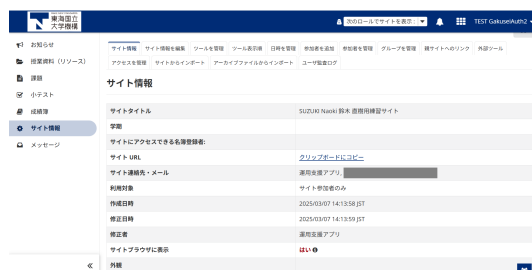 東海国立
大学機構
次のロールでサイトを表示：
TEST GakuseiAuth2
お知らせ
授業資料（リソース）
課題
小テスト
成績簿
サイト情報
メッセージ
サイト情報 サイト情報を編集 ツールを管理 ツール表示順 日時を管理 参加者を追加 参加者を管理 グループを管理 親サイトへのリンク 外部ツール
アクセスを管理 サイトからインポート アーカイブファイルからインポート ユーザ監査ログ
サイト情報
サイトタイトル SUZUKI Naoki 鈴木 直樹用練習サイト
学期
サイトにアクセスできる名簿登録者:
サイト URL クリップボードにコピー
サイト連絡先・メール 運用支援アプリ,
利用対象 サイト参加者のみ
作成日時 2025/03/07 14:13:58 JST
修正日時 2025/03/07 14:13:59 JST
修正者 運用支援アプリ
サイトブラウザに表示 はい
外観